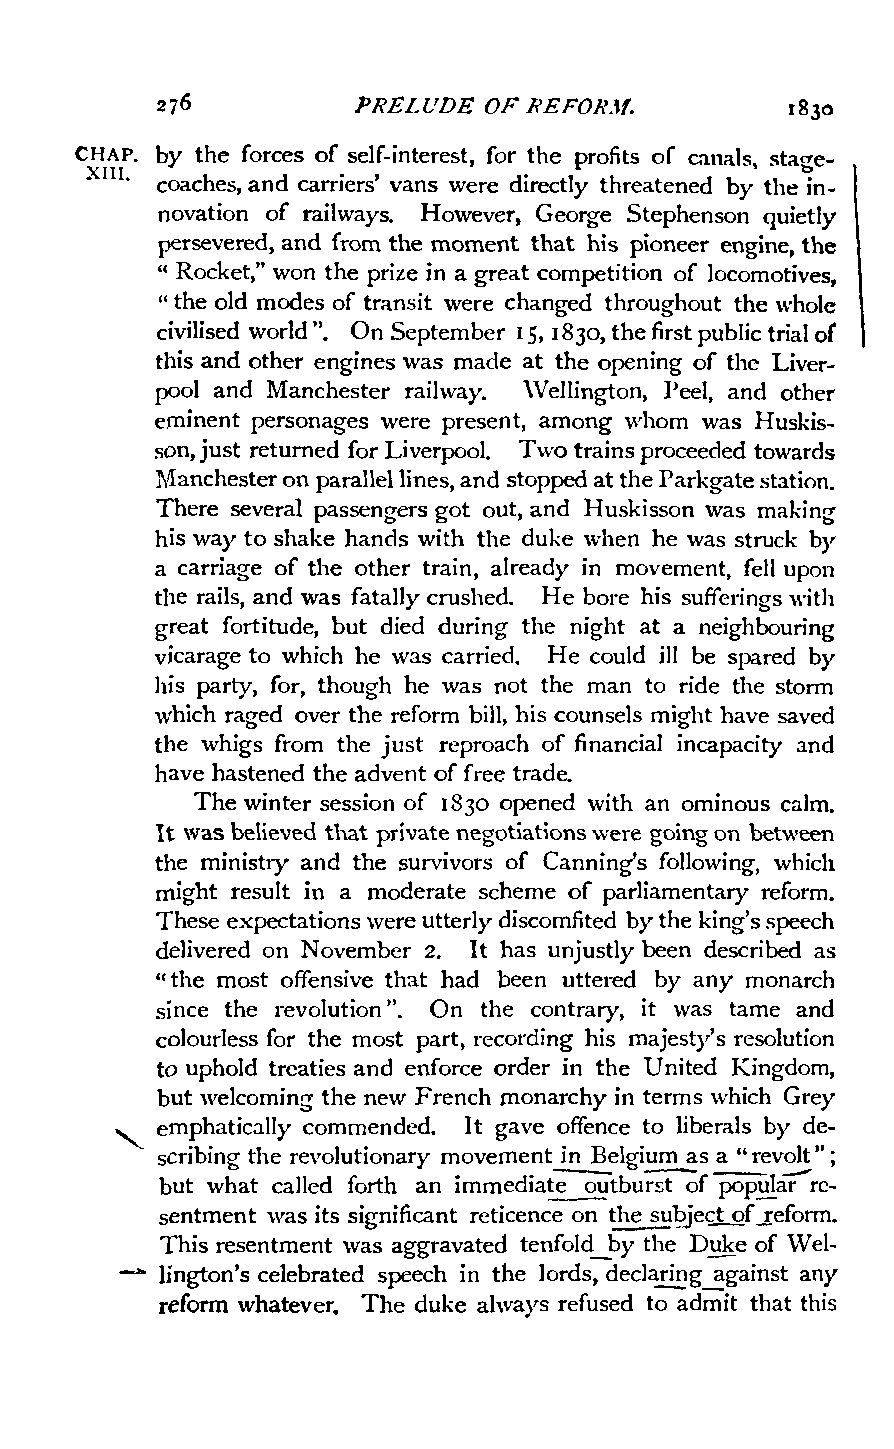 276 PRELUDE OF REFORM. 1830
CHAP. XIII.
by the forces of self-interest, for the profits of canals, stage-
coaches, and carriers' vans were directly threatened by the in-
novation of railways. However, George Stephenson quietly
persevered, and from the moment that his pioneer engine, the
“ Rocket,” won the prize in a great competition of locomotives,
“ the old modes of transit were changed throughout the whole
civilised world ”. On September 15, 1830, the first public trial of
this and other engines was made at the opening of the Liver-
pool and Manchester railway. Wellington, Peel, and other
eminent personages were present, among whom was Huskis-
son, just returned for Liverpool. Two trains proceeded towards
Manchester on parallel lines, and stopped at the Parkgate station.
There several passengers got out, and Huskisson was making
his way to shake hands with the duke when he was struck by
a carriage of the other train, already in movement, fell upon
the rails, and was fatally crushed. He bore his sufferings with
great fortitude, but died during the night at a neighbouring
vicarage to which he was carried. He could ill be spared by
his party, for, though he was not the man to ride the storm
which raged over the reform bill, his counsels might have saved
the whigs from the just reproach of financial incapacity and
have hastened the advent of free trade.
The winter session of 1830 opened with an ominous calm.
It was believed that private negotiations were going on between
the ministry and the survivors of Canning's following, which
might result in a moderate scheme of parliamentary reform.
These expectations were utterly discomfited by the king's speech
delivered on November 2. It has unjustly been described as
“ the most offensive that had been uttered by any monarch
since the revolution ”. On the contrary, it was tame and
colourless for the most part, recording his majesty's resolution
to uphold treaties and enforce order in the United Kingdom,
but welcoming the new French monarchy in terms which Grey
emphatically commended. It gave offence to liberals by de-
scribing the revolutionary movement in Belgium as a “ revolt ” ;
but what called forth an immediate outburst of popular re-
sentment was its significant reticence on the subject of reform.
This resentment was aggravated tenfold by the Duke of Wel-
lington's celebrated speech in the lords, declaring against any
reform whatever. The duke always refused to admit that this